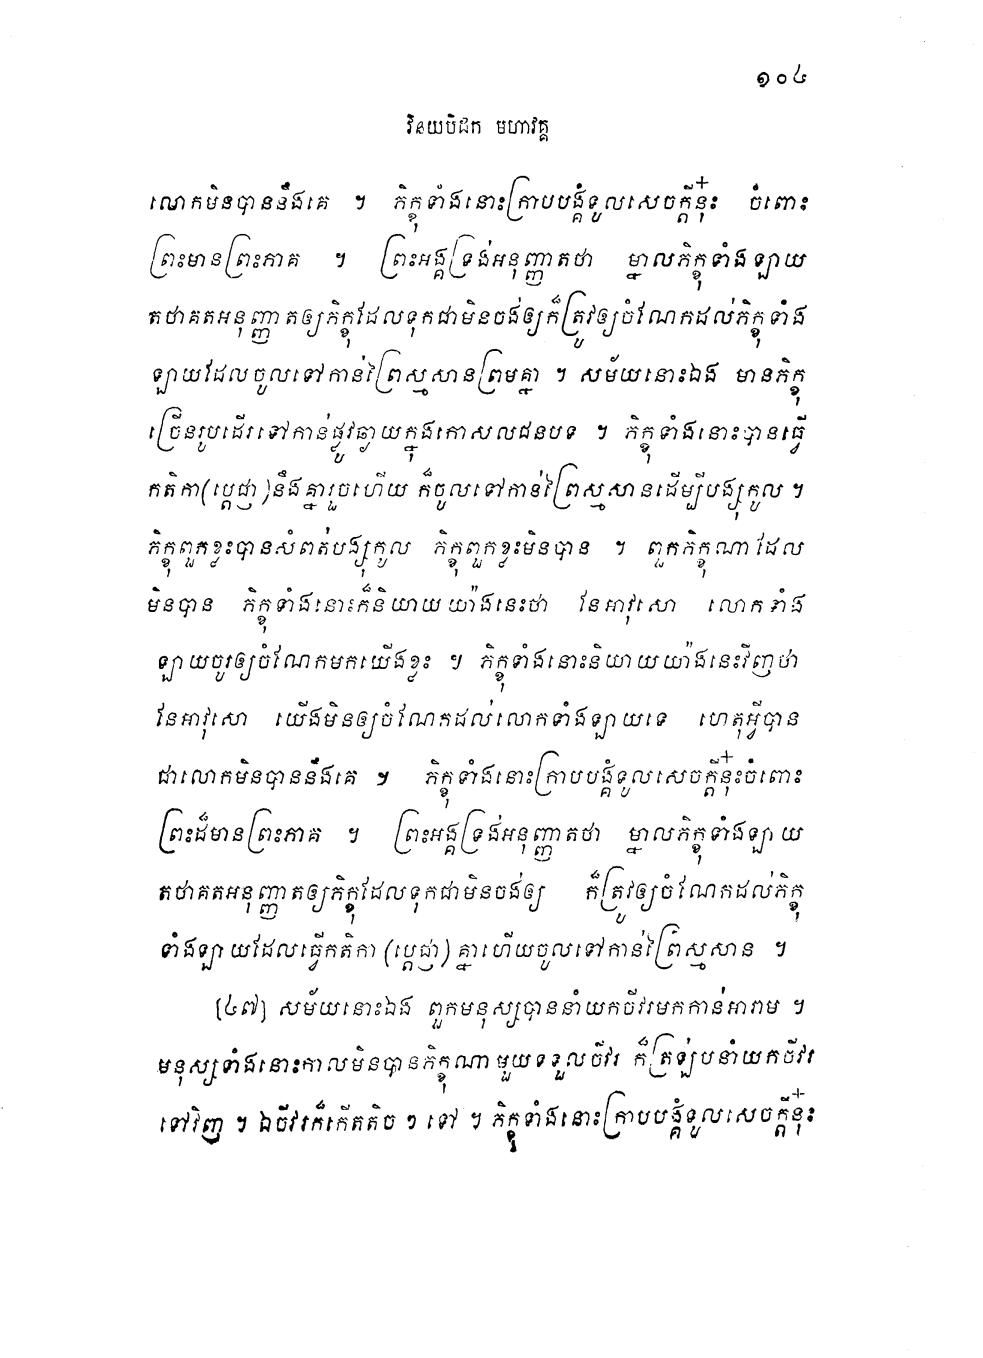 ១០៤
វិនយបិដក មហាវគ្គ
លោកមិនបាននឹងគេ ។ ភិក្ខុទាំងនោះក្រាបបង្គំទូលសេចក្តីនុ៎ះ ចំពោះ
ព្រះមានព្រះភាគ ។ ព្រះអង្គទ្រង់អនុញ្ញាតថា ម្នាលភិក្ខុទាំងឡាយ
តថាគតអនុញ្ញាតឲ្យភិក្ខុដែលទុកជាមិនចង់ឲ្យក៏ត្រូវឲ្យចំណែកដល់ភិក្ខុទាំង
ឡាយដែលចូលទៅកាន់ព្រៃស្មសានព្រមគ្នា ។ សម័យនោះឯង មានភិក្ខុ
ច្រើនរូបដើរទៅកាន់ផ្លូវឆ្ងាយក្នុងកោសលជនបទ ។ ភិក្ខុទាំងនោះបានធ្វើ
កតិកា(ប្តេជ្ញា)នឹងគ្នារួចហើយ ក៏ចូលទៅកាន់ព្រៃស្មសានដើម្បីបង្សុកូល ។
ភិក្ខុពួកខ្លះបានសំពត់បង្សុកូល ភិក្ខុពួកខ្លះមិនបាន ។ ពួកភិក្ខុណាដែល
មិនបាន ភិក្ខុទាំងនោះក៏និយាយយ៉ាងនេះថា នែអាវុសោ លោកទាំង
ឡាយចូរឲ្យចំណែកមកយើងខ្លះ ។ ភិក្ខុទាំងនោះនិយាយយ៉ាងនេះវិញថា
នែអាវុសោ យើងមិនឲ្យចំណែកដល់លោកទាំងឡាយទេ ហេតុអ្វីបាន
ជាលោកមិនបាននឹងគេ ។ ភិក្ខុទាំងនោះក្រាបបង្គំទូលសេចក្តីនុ៎ះចំពោះ
ព្រះដ៏មានព្រះភាគ ។ ព្រះអង្គទ្រង់អនុញ្ញាតថា ម្នាលភិក្ខុទាំងឡាយ
តថាគតអនុញ្ញាតឲ្យភិក្ខុដែលទុកជាមិនចង់ឲ្យ ក៏ត្រូវឲ្យចំណែកដល់ភិក្ខុ
ទាំងឡាយដែលធ្វើកតិកា (ប្តេជ្ញា) គ្នាហើយចូលទៅកាន់ព្រៃស្មសាន ។
[៤៧] សម័យនោះឯង ពួកមនុស្សបាននាំយកចីវរមកកាន់អារាម ។
មនុស្សទាំងនោះកាលមិនបានភិក្ខុណាមួយទទួលចីវរ ក៏ត្រឡប់នាំយកចីវរ
ទៅវិញ ។ ឯចីវរក៏កើតតិច ៗ ទៅ ។ ភិក្ខុទាំងនោះក្រាបបង្គំទូលសេចក្តីនុ៎ះ